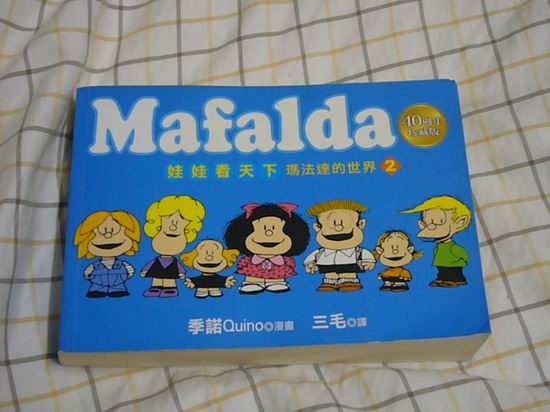 Mafalda
40週年
珍藏版
娃娃看天下 瑪法達的世界 2
季諾Quino◎漫畫 三毛◎譯